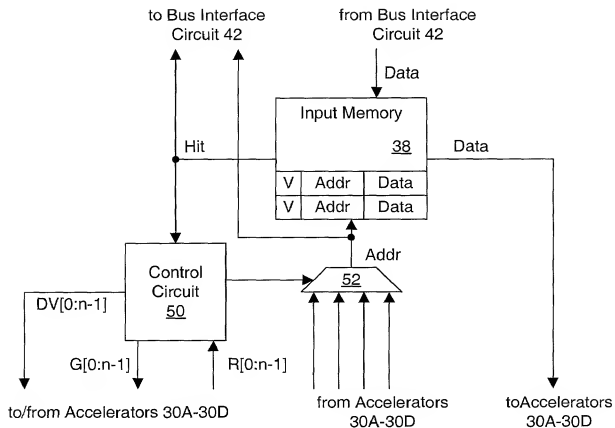 to Bus Interface
Circuit 42
from Bus Interface
Circuit 42
Data
Input Memory
38
Hit
Data
V Addr Data
V Addr Data
Addr
Control
Circuit
50
52
DV[0:n-1]
G[0:n-1]
R[0:n-1]
to/from Accelerators 30A-30D
from Accelerators
30A-30D
toAccelerators
30A-30D